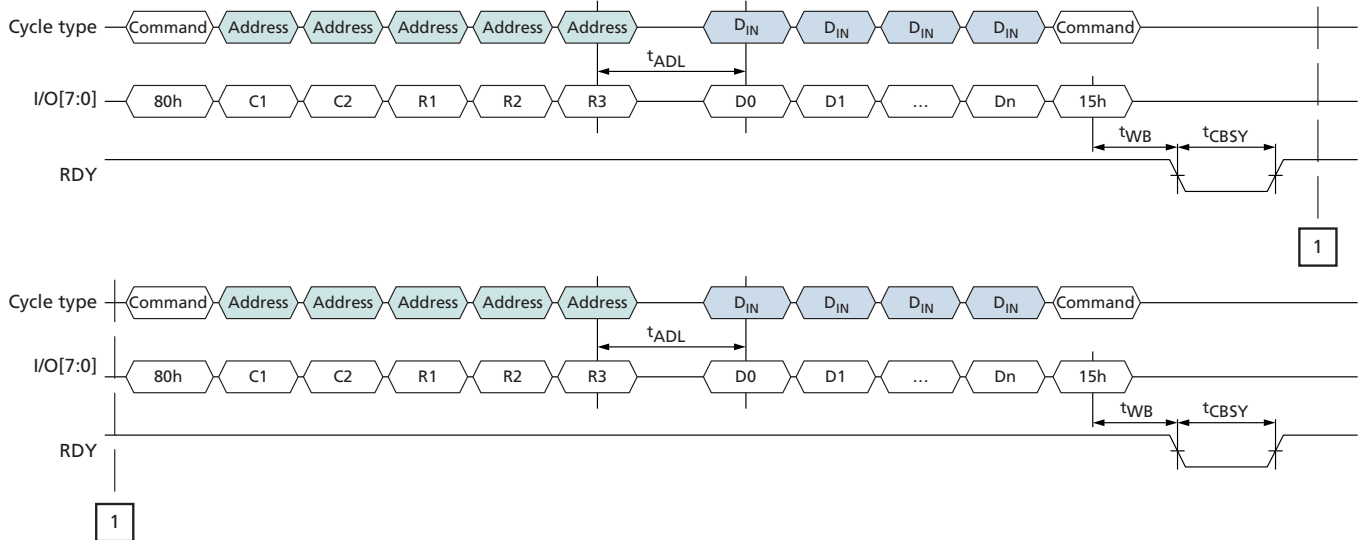 Cycle type Command Address Address Address Address Address DIN DIN DIN DIN Command
tADL
I/O[7:0] 80h C1 C2 R1 R2 R3 D0 D1 … Dn 15h
tWB tCBSY
RDY
1
Cycle type Command Address Address Address Address Address DIN DIN DIN DIN Command
tADL
I/O[7:0] 80h C1 C2 R1 R2 R3 D0 D1 … Dn 15h
tWB tCBSY
RDY
1